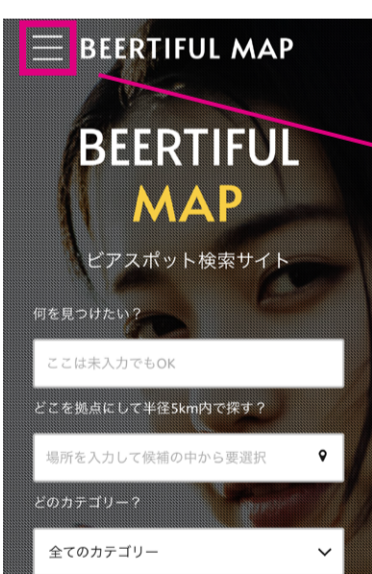 BEERTIFUL MAP
BEERTIFUL
MAP
ビアスポット検索サイト
何を見つけたい？
ここは未入力でもOK
どこを拠点にして半径5km内で探す？
場所を入力して候補の中から要選択
どのカテゴリー？
全てのカテゴリー